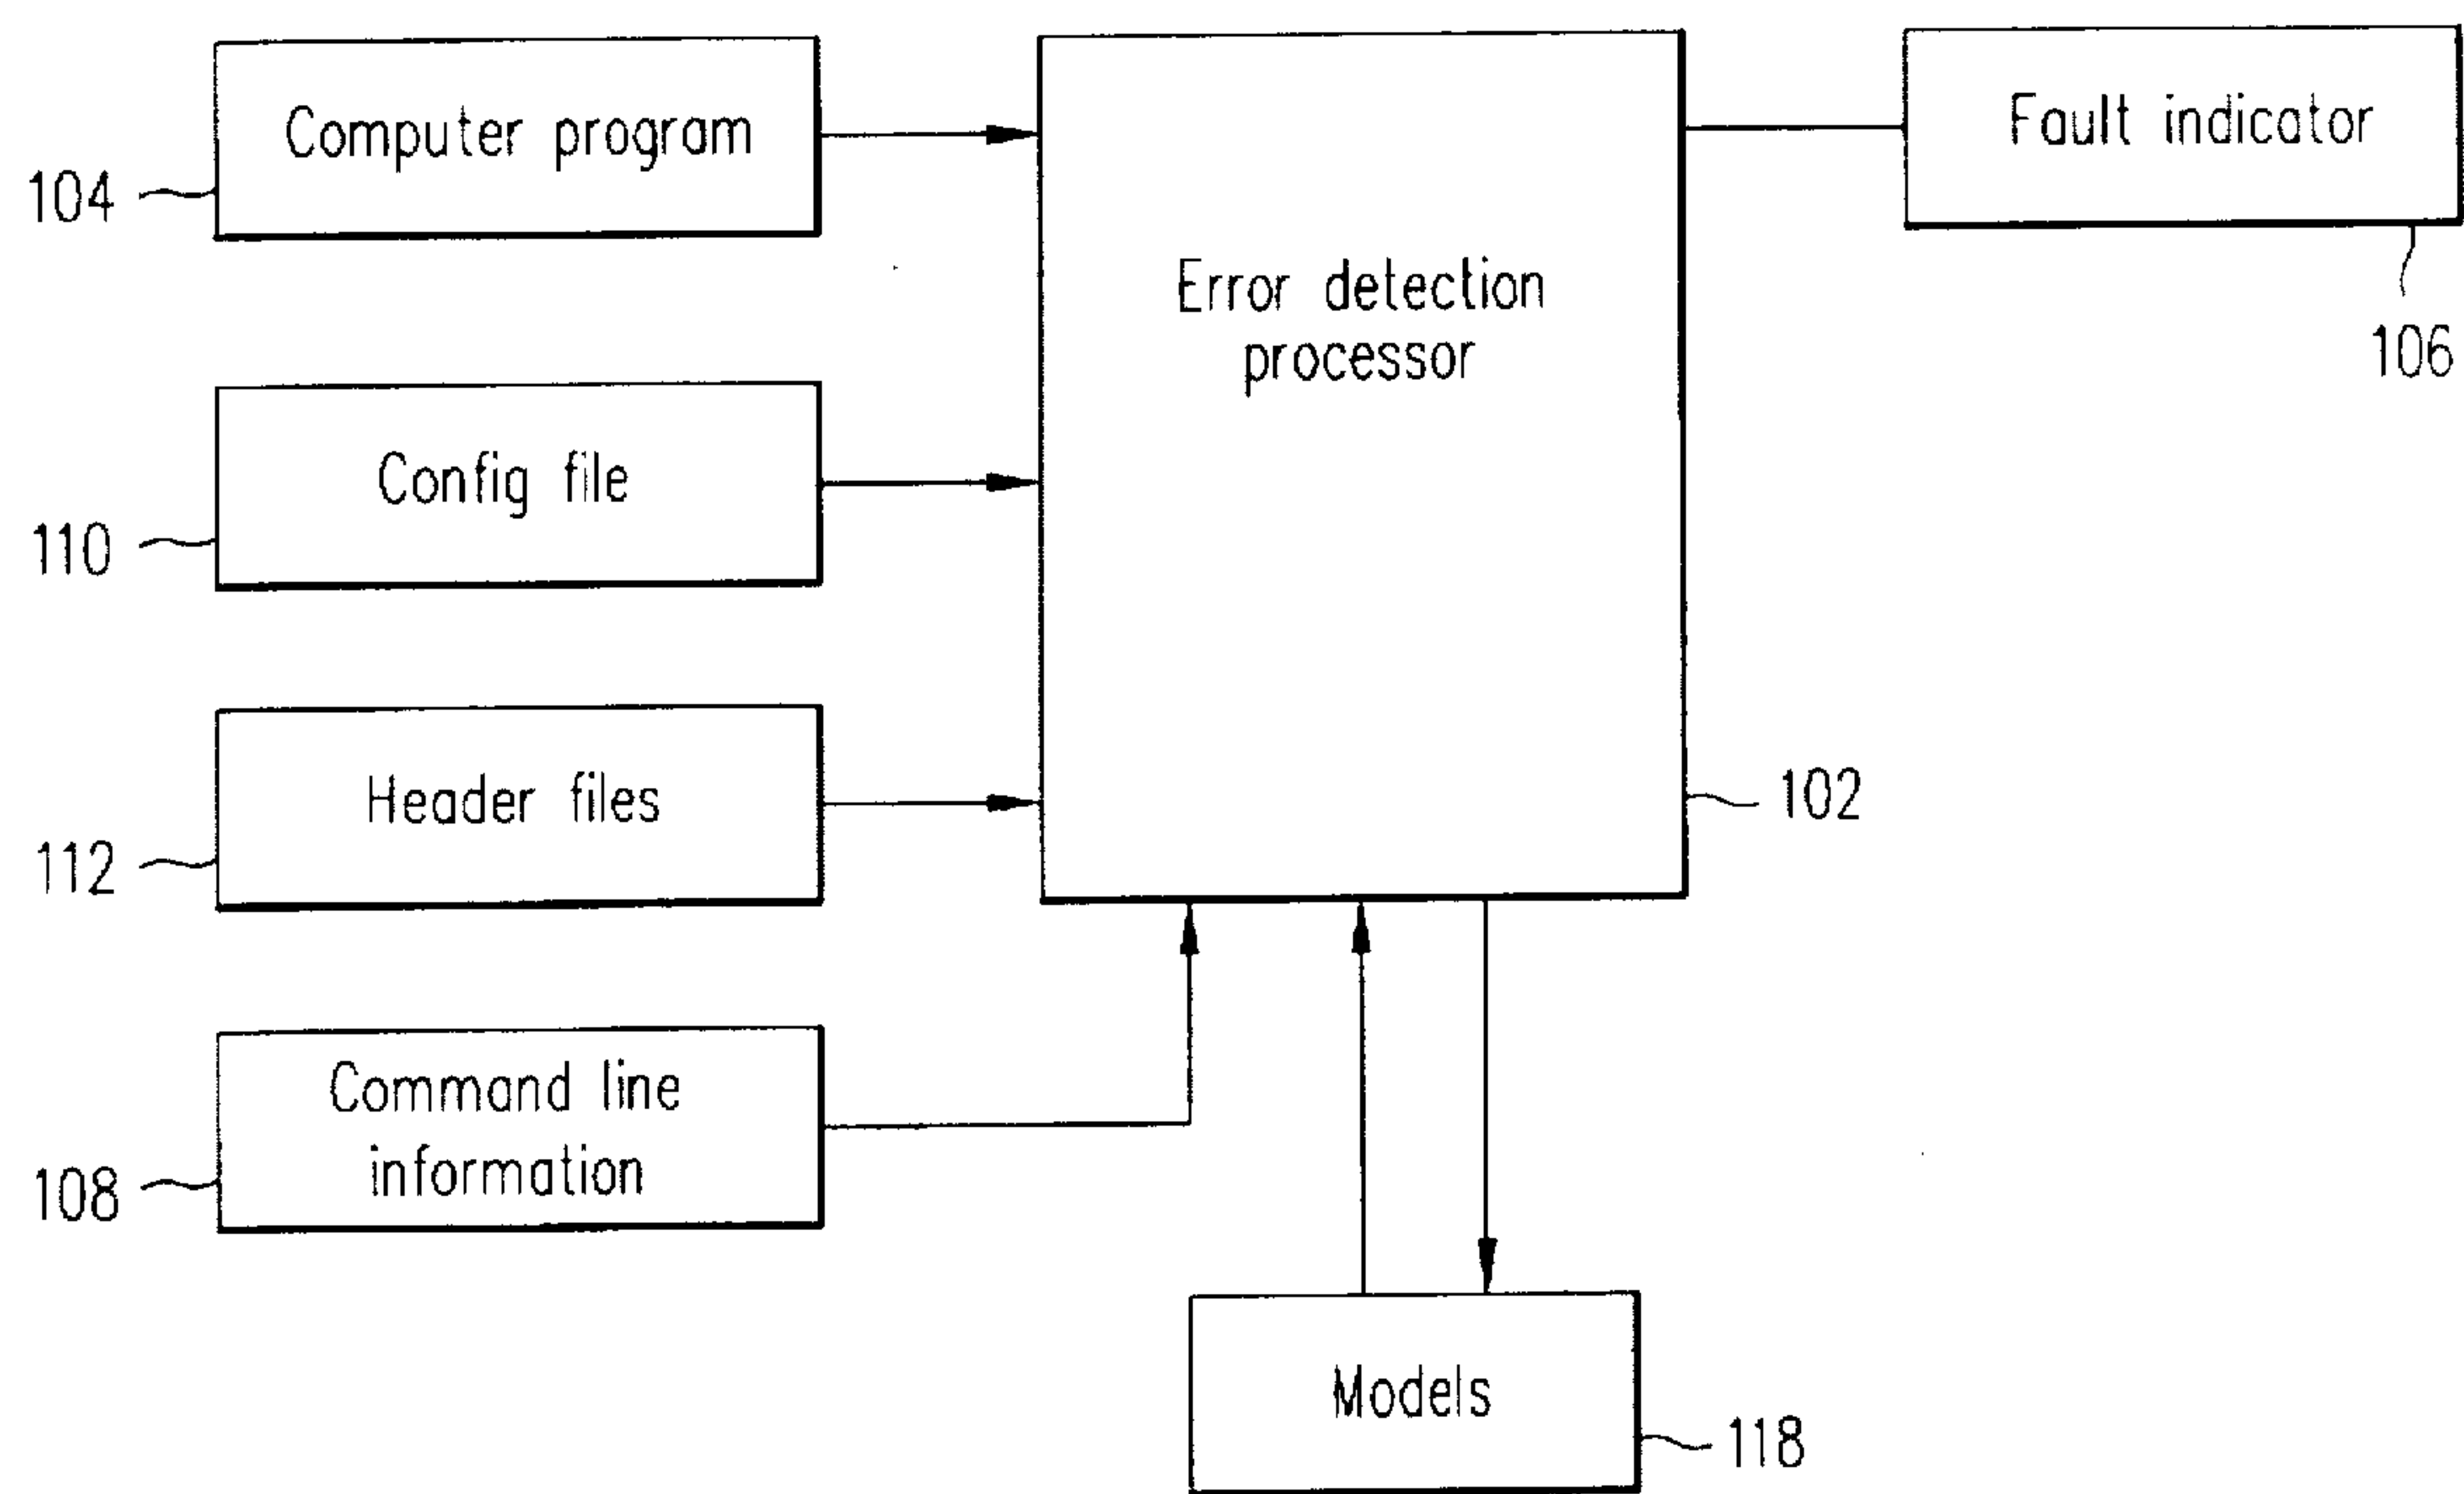 Computer program
104
Config file
110
Header files
112
Command line
information
108
Error detection
processor
102
Fault indicator
106
Models
118